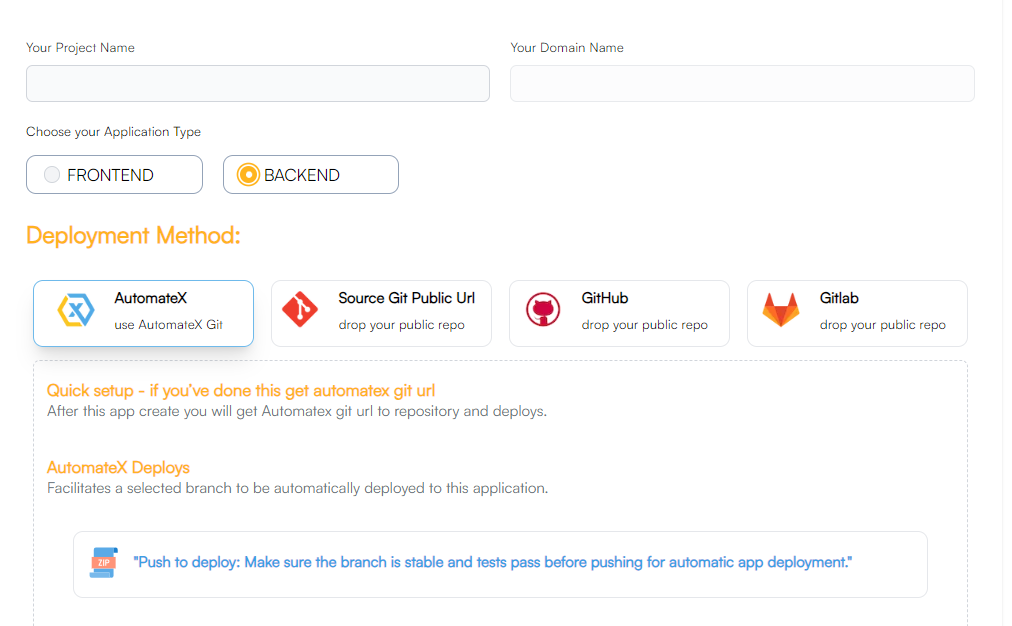 Your Project Name
Your Domain Name
Choose your Application Type
FRONTEND
BACKEND
Deployment Method:
AutomateX
use AutomateX Git
Source Git Public Url
drop your public repo
GitHub
drop your public repo
Gitlab
drop your public repo
Quick setup - if you've done this get automatex git url
After this app create you will get Automatex git url to repository and deploys.
AutomateX Deploys
Facilitates a selected branch to be automatically deployed to this application.
ZIP
"Push to deploy: Make sure the branch is stable and tests pass before pushing for automatic app deployment."